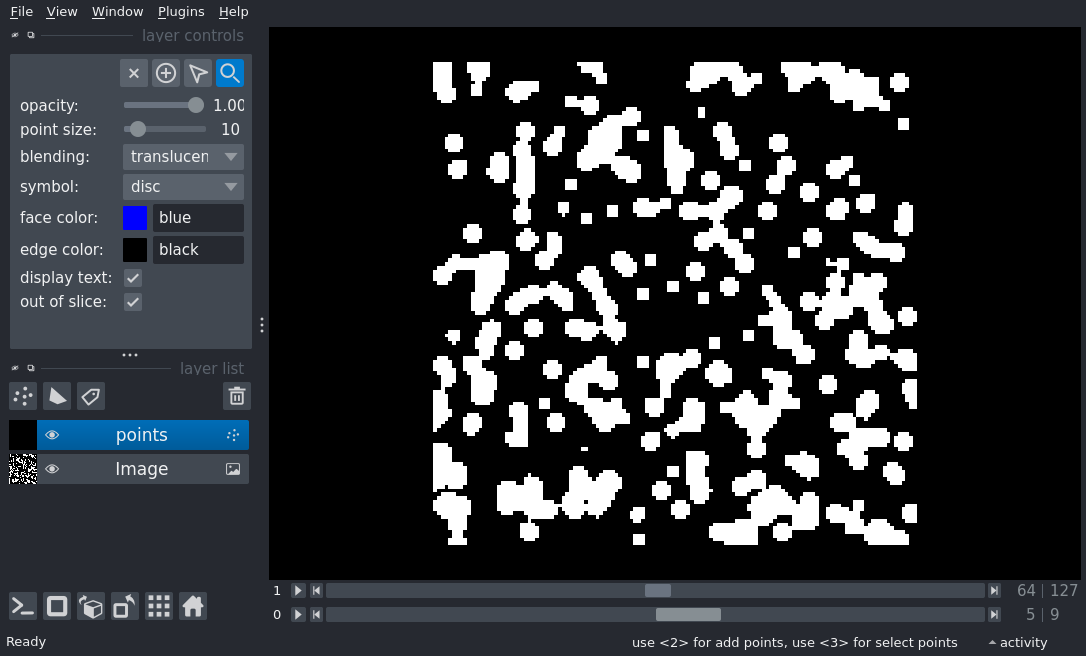 File View Window Plugins Help
layer controls
opacity: 1.00
point size: 10
blending: translucen
symbol: disc
face color: blue
edge color: black
display text:
out of slice:
layer list
points
Image
1 64 | 127
0 5 | 9
Ready use <2> for add points, use <3> for select points activity